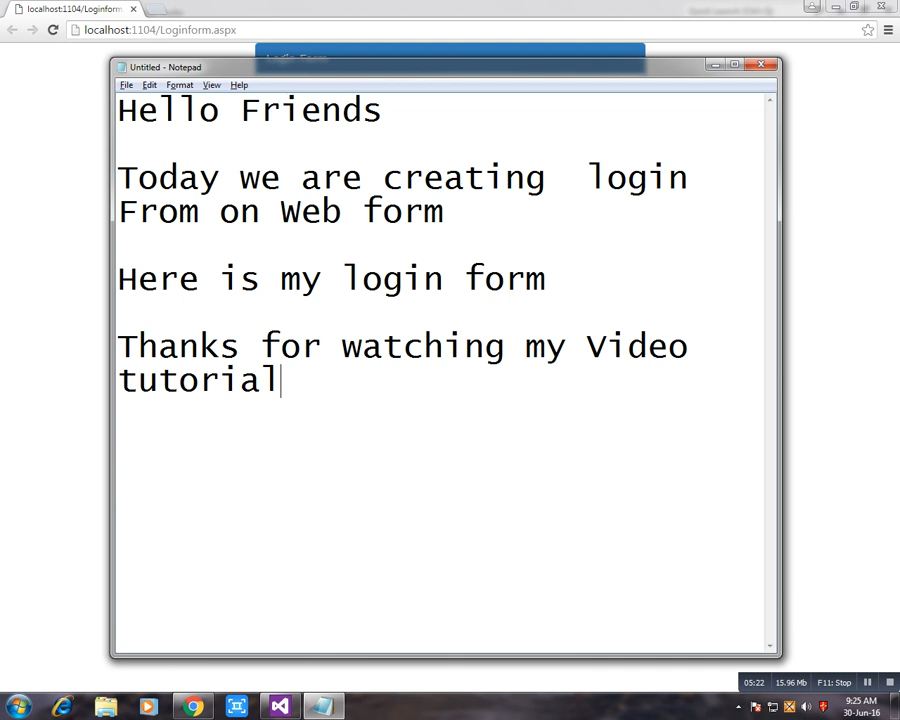 localhost:1104/Loginform.
localhost:1104/Loginform.aspx
Login Form
Untitled - Notepad
File Edit Format View Help
Hello Friends
Today we are creating  login
From on Web form
Here is my login form
Thanks for watching my Video
tutorial
05:22 15.96 Mb F11: Stop
9:25 AM
30-Jun-16